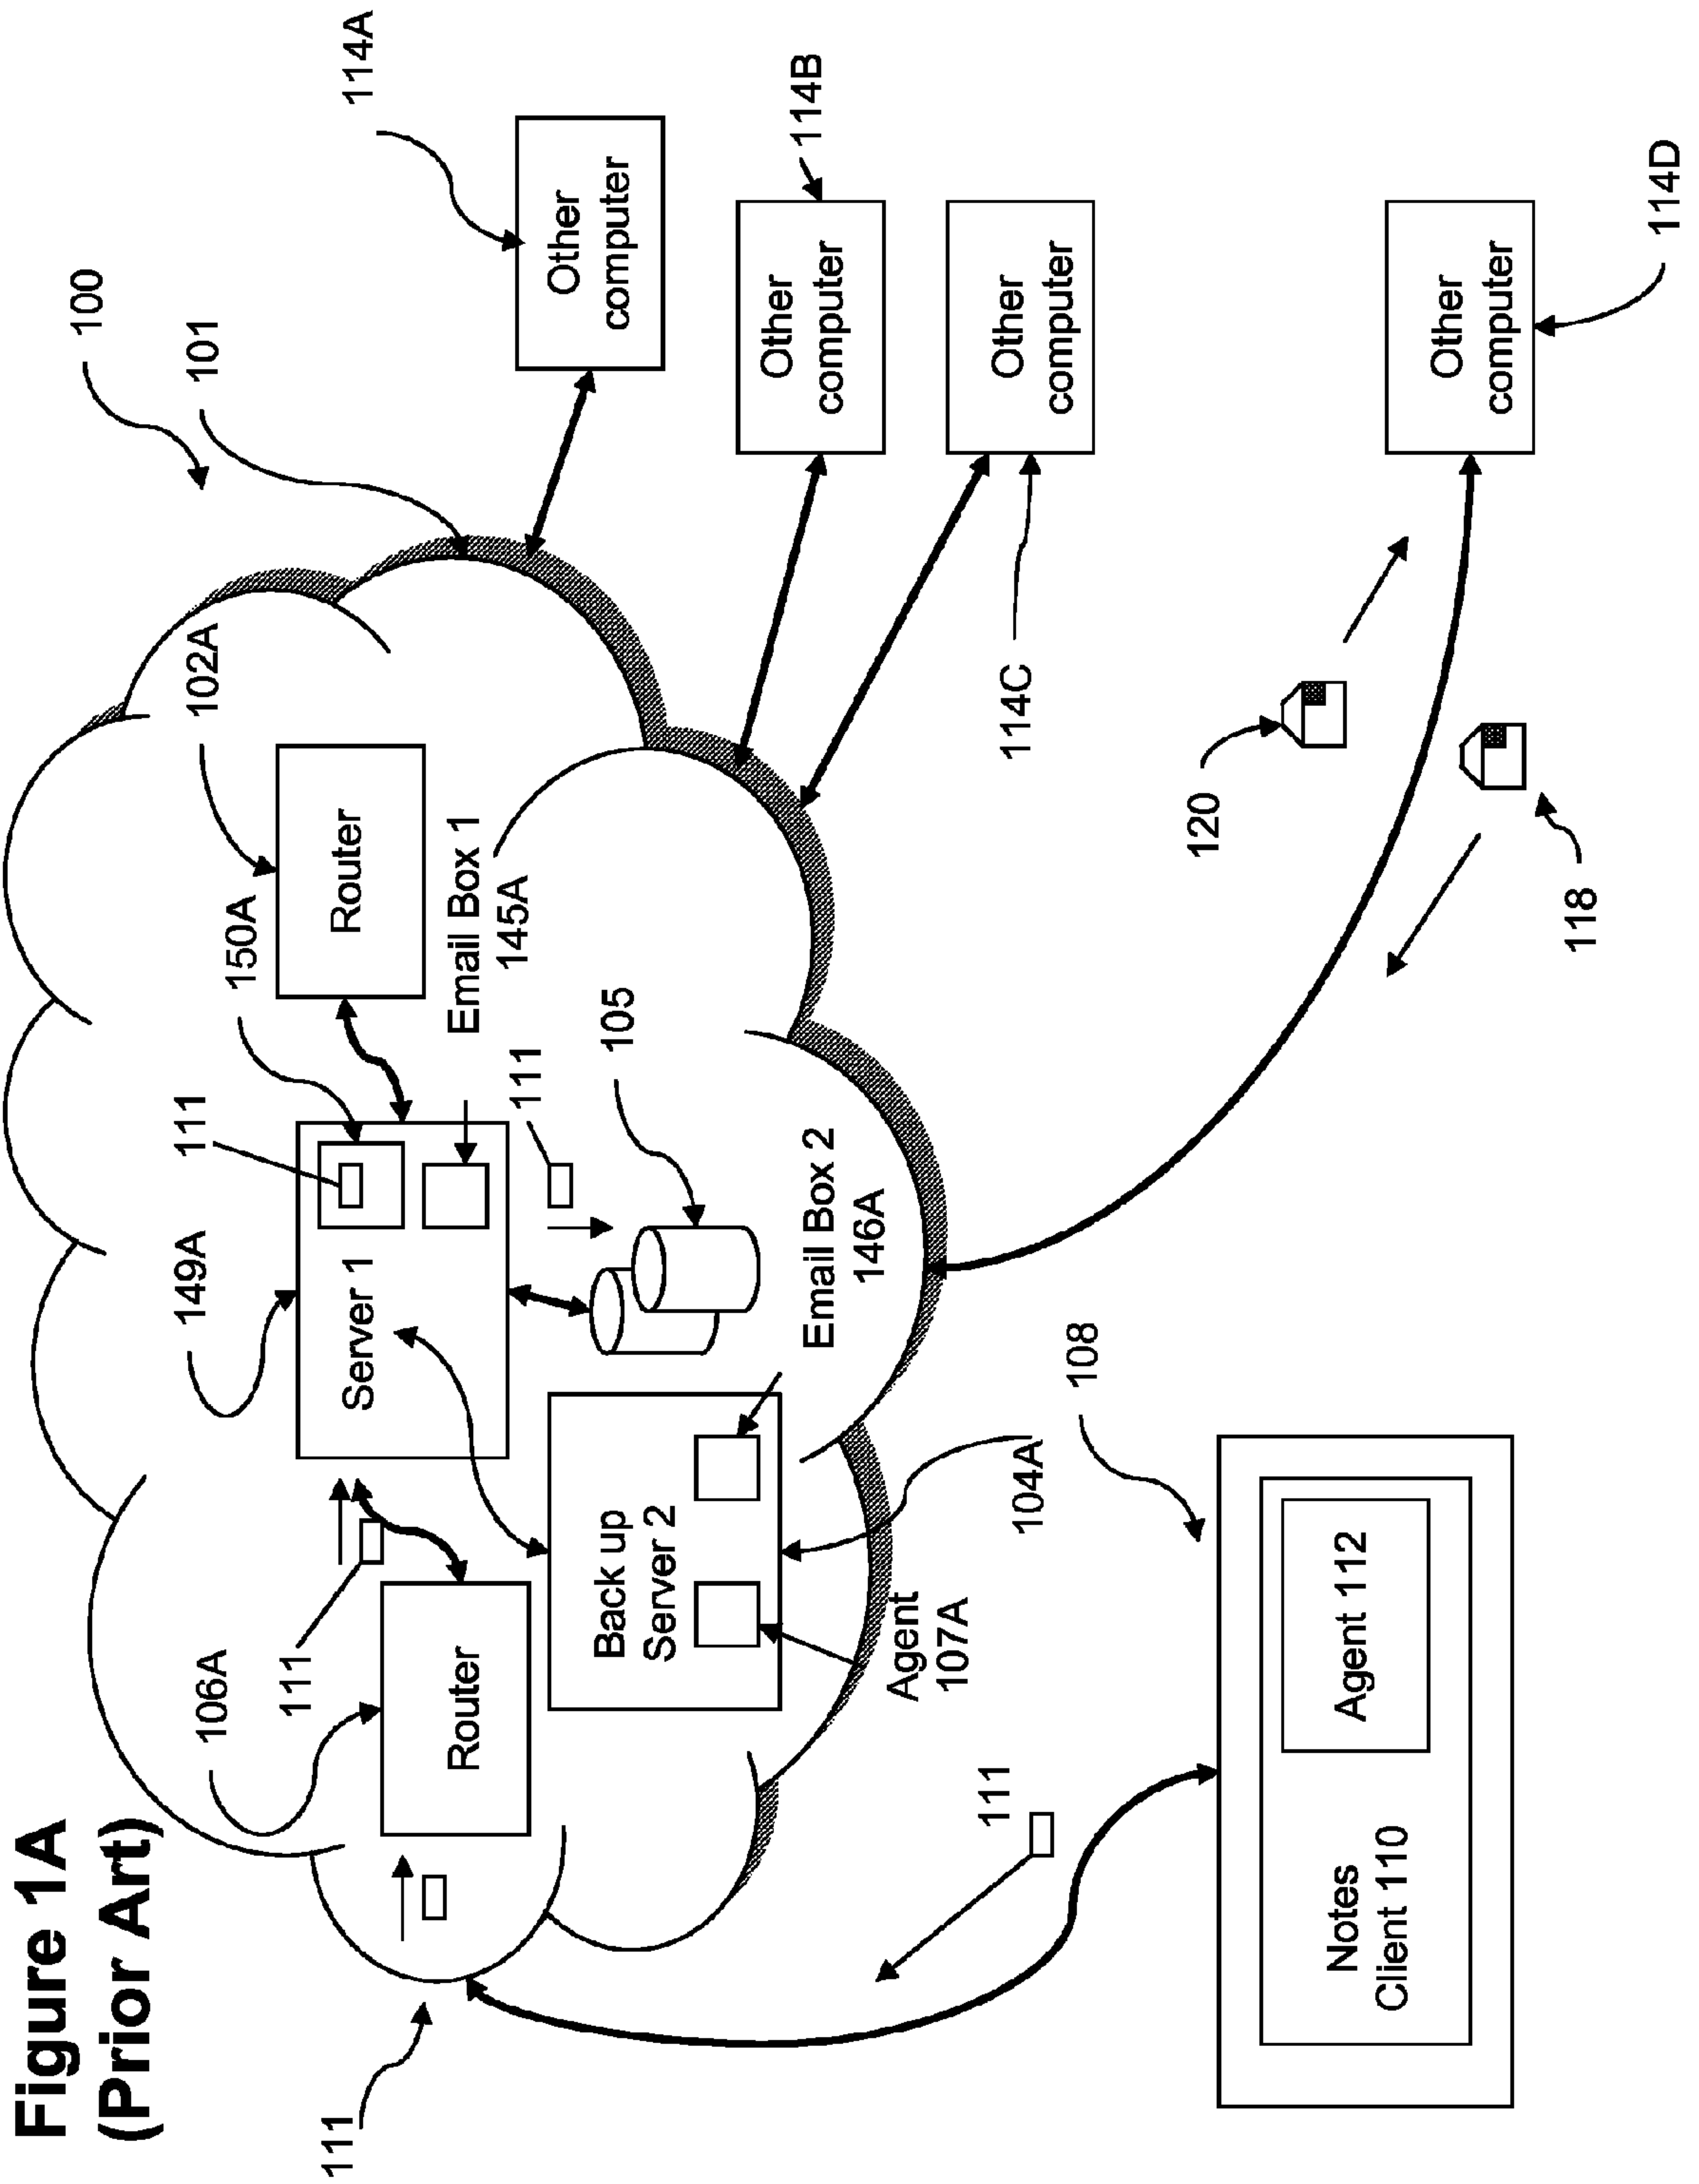 Figure 1A
(Prior Art)
100
101
114A
102A
150A
111
149A
106A
111
111
Router
Router
Server 1
Email Box 1
145A
111
105
Other
computer
Other
computer
114B
Back up
Server 2
Email Box 2
146A
Agent
107A
104A
114C
Other
computer
111
108
120
118
Other
computer
114D
Notes
Client 110
Agent 112